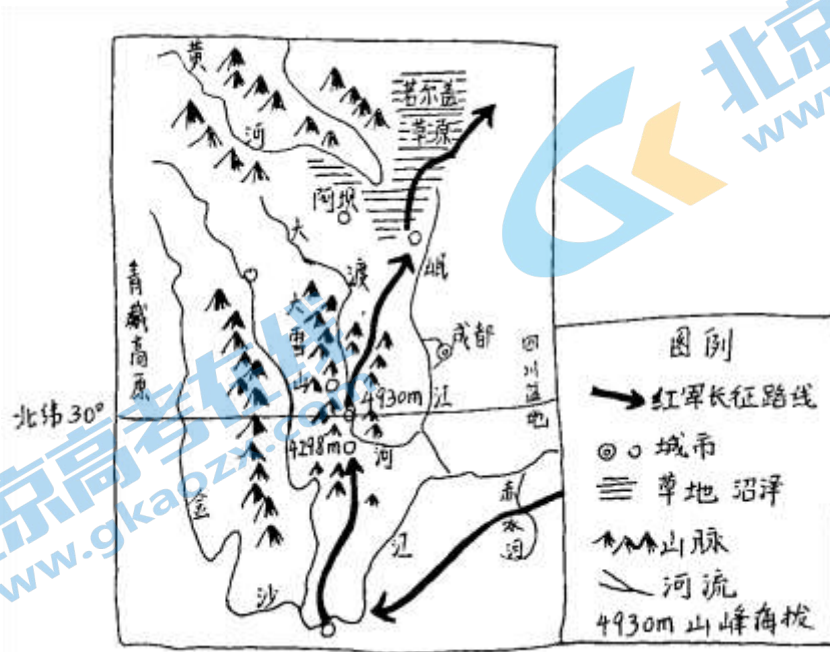 黄
河
若尔盖
草原
阿坝
大
渡
河
岷
江
青藏高原
大雪山
成都
四川盆地
北纬30°
4930m
4298m
金
沙
江
赤
水
河
图例
红军长征路线
城市
草地 沼泽
山脉
河流
4930m 山峰海拔
北京
www
北京高考在线
www.gkaozx.com